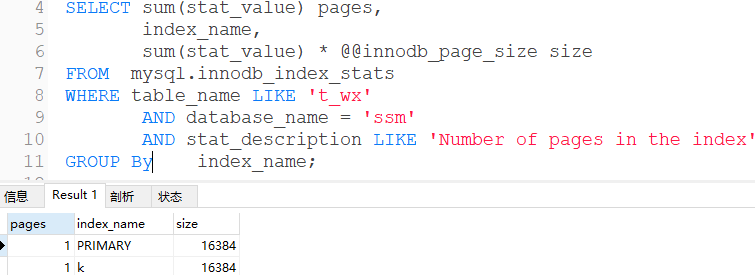 4 SELECT sum(stat_value) pages,
5 index_name,
6 sum(stat_value) * @@innodb_page_size size
7 FROM mysql.innodb_index_stats
8 WHERE table_name LIKE 't_wx'
9 AND database_name = 'ssm'
10 AND stat_description LIKE 'Number of pages in the index'
11 GROUP By index_name;
信息 Result 1 剖析 状态
pages index_name size
1 PRIMARY 16384
1 k 16384